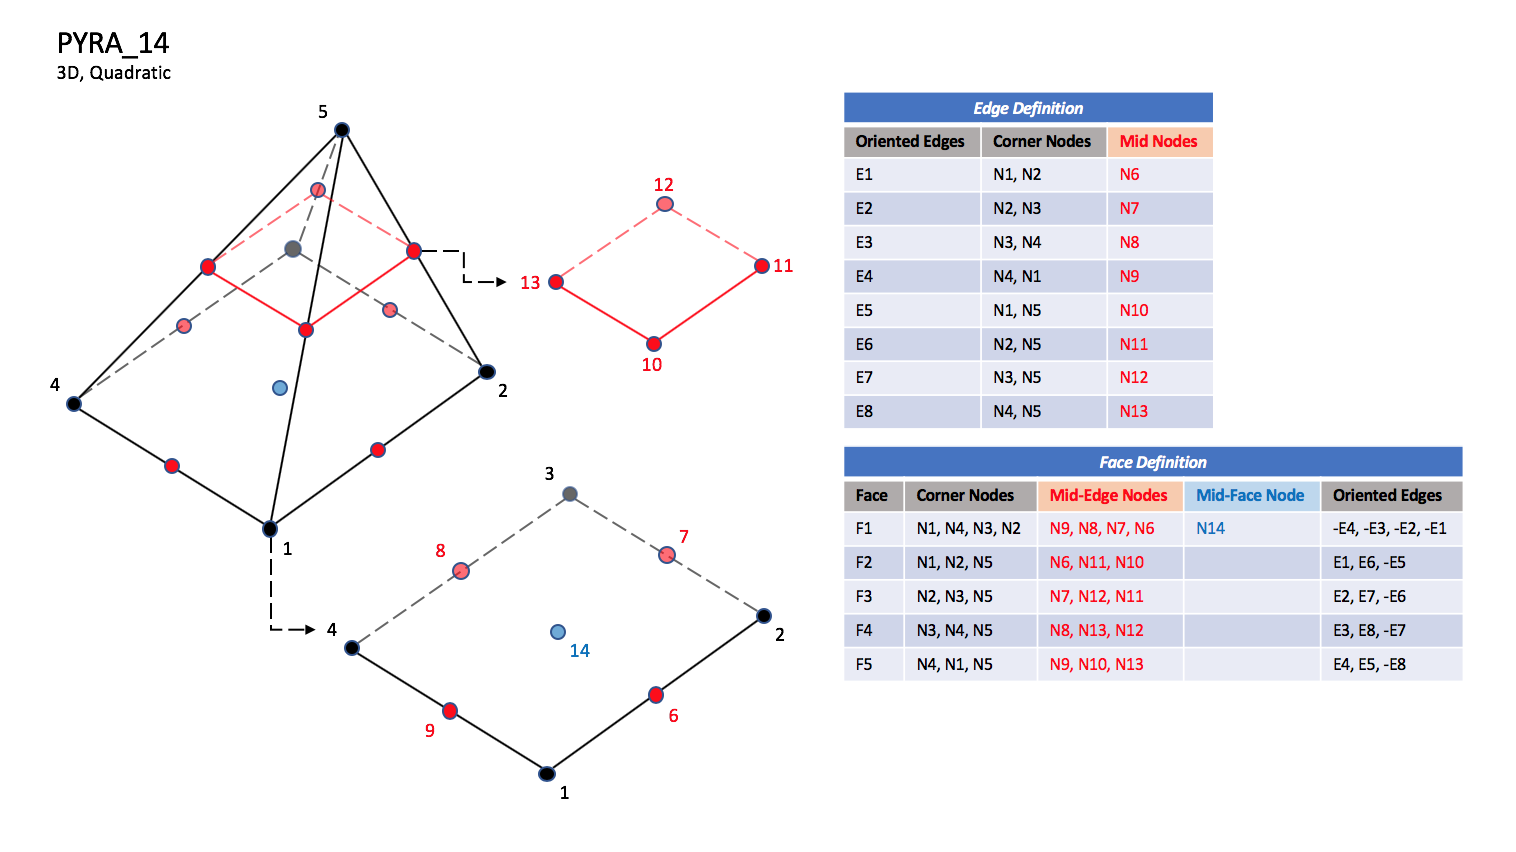 PYRA_14
3D, Quadratic
5
4
2
1
12
13
11
10
3
8
7
4
2
14
9
6
1
Edge Definition
Oriented Edges Corner Nodes Mid Nodes
E1 N1, N2 N6
E2 N2, N3 N7
E3 N3, N4 N8
E4 N4, N1 N9
E5 N1, N5 N10
E6 N2, N5 N11
E7 N3, N5 N12
E8 N4, N5 N13
Face Definition
Face Corner Nodes Mid-Edge Nodes Mid-Face Node Oriented Edges
F1 N1, N4, N3, N2 N9, N8, N7, N6 N14 -E4, -E3, -E2, -E1
F2 N1, N2, N5 N6, N11, N10 E1, E6, -E5
F3 N2, N3, N5 N7, N12, N11 E2, E7, -E6
F4 N3, N4, N5 N8, N13, N12 E3, E8, -E7
F5 N4, N1, N5 N9, N10, N13 E4, E5, -E8